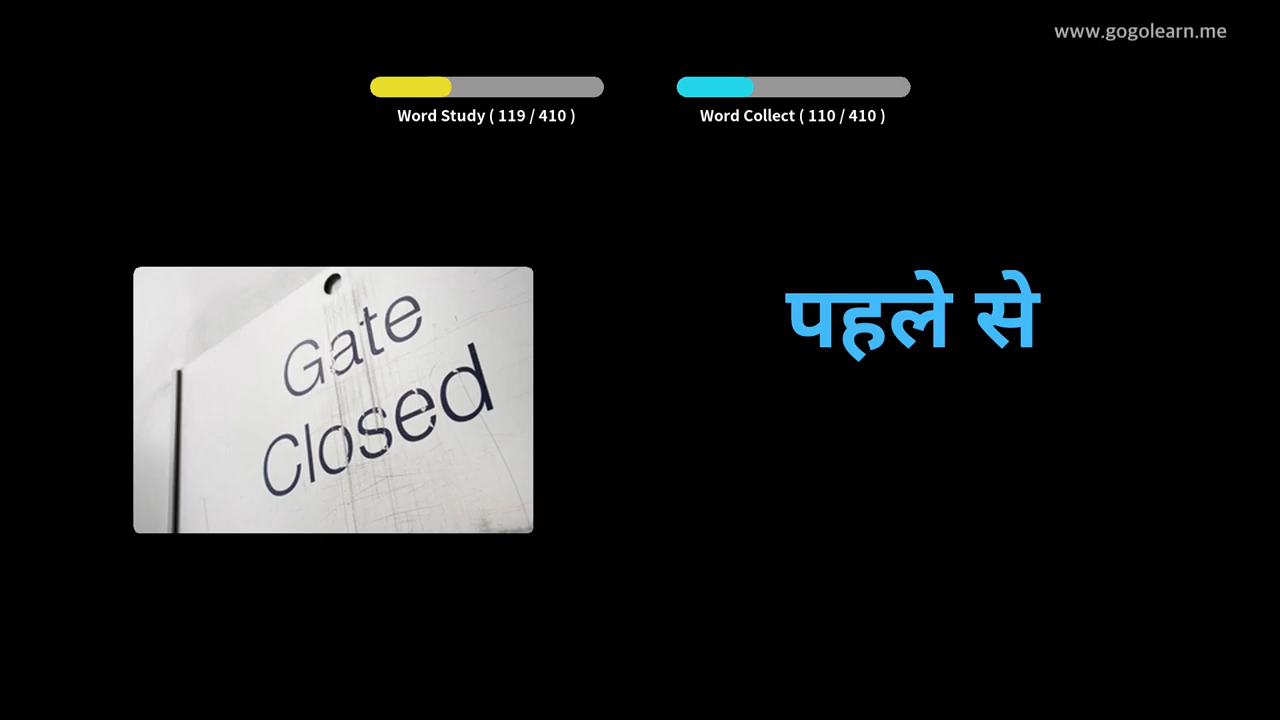 www.gogolearn.me
Word Study ( 119 / 410 )
Word Collect ( 110 / 410 )
Gate
Closed
पहले से